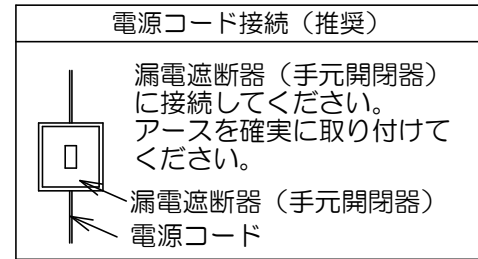 電源コード接続（推奨）
漏電遮断器（手元開閉器）
に接続してください。
アースを確実に取り付けて
ください。
漏電遮断器（手元開閉器）
電源コード